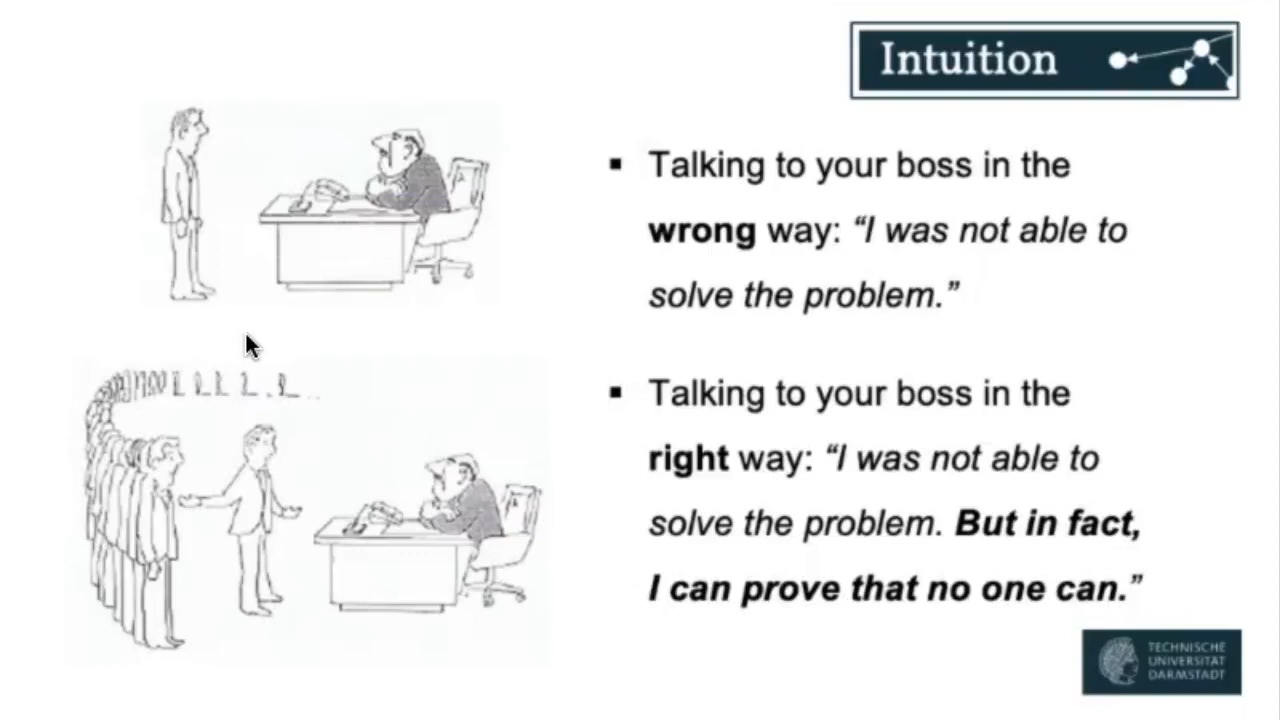 Intuition
▪ Talking to your boss in the
wrong way: “I was not able to
solve the problem.”
▪ Talking to your boss in the
right way: “I was not able to
solve the problem. But in fact,
I can prove that no one can.”
TECHNISCHE
UNIVERSITÄT
DARMSTADT